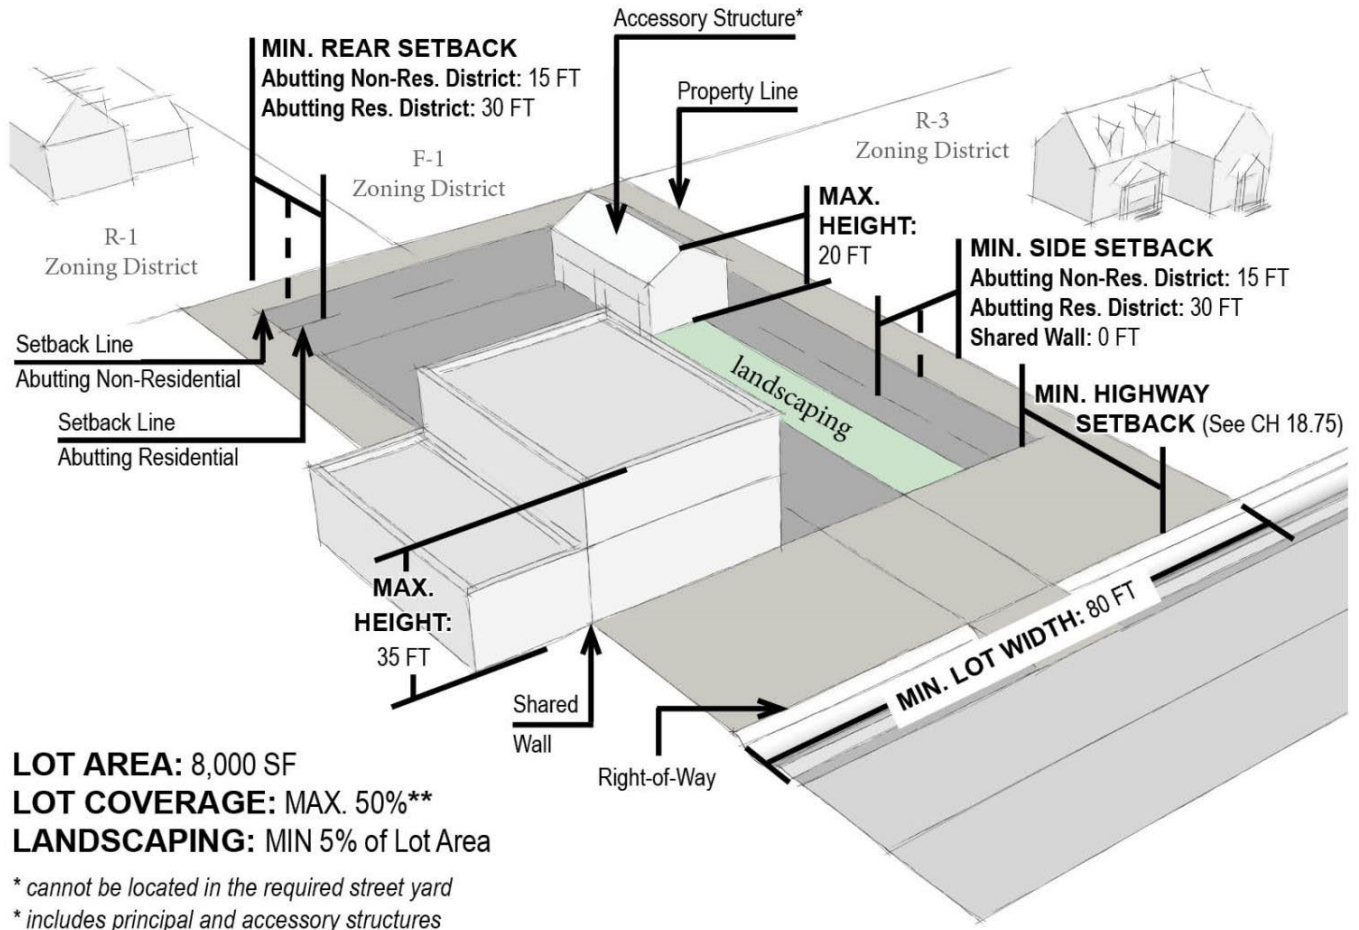 Accessory Structure*
MIN. REAR SETBACK
Abutting Non-Res. District: 15 FT
Abutting Res. District: 30 FT
Property Line
R-3
Zoning District
F-1
Zoning District
R-1
Zoning District
MAX.
HEIGHT:
20 FT
MIN. SIDE SETBACK
Abutting Non-Res. District: 15 FT
Abutting Res. District: 30 FT
Shared Wall: 0 FT
Setback Line
Abutting Non-Residential
Setback Line
Abutting Residential
landscaping
MIN. HIGHWAY
SETBACK (See CH 18.75)
MAX.
HEIGHT:
35 FT
MIN. LOT WIDTH: 80 FT
Shared
Wall
Right-of-Way
LOT AREA: 8,000 SF
LOT COVERAGE: MAX. 50%**
LANDSCAPING: MIN 5% of Lot Area
* cannot be located in the required street yard
* includes principal and accessory structures